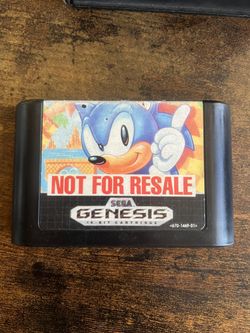 NOT FOR RESALE
SEGA
GENESIS
16-BIT CARTRIDGE